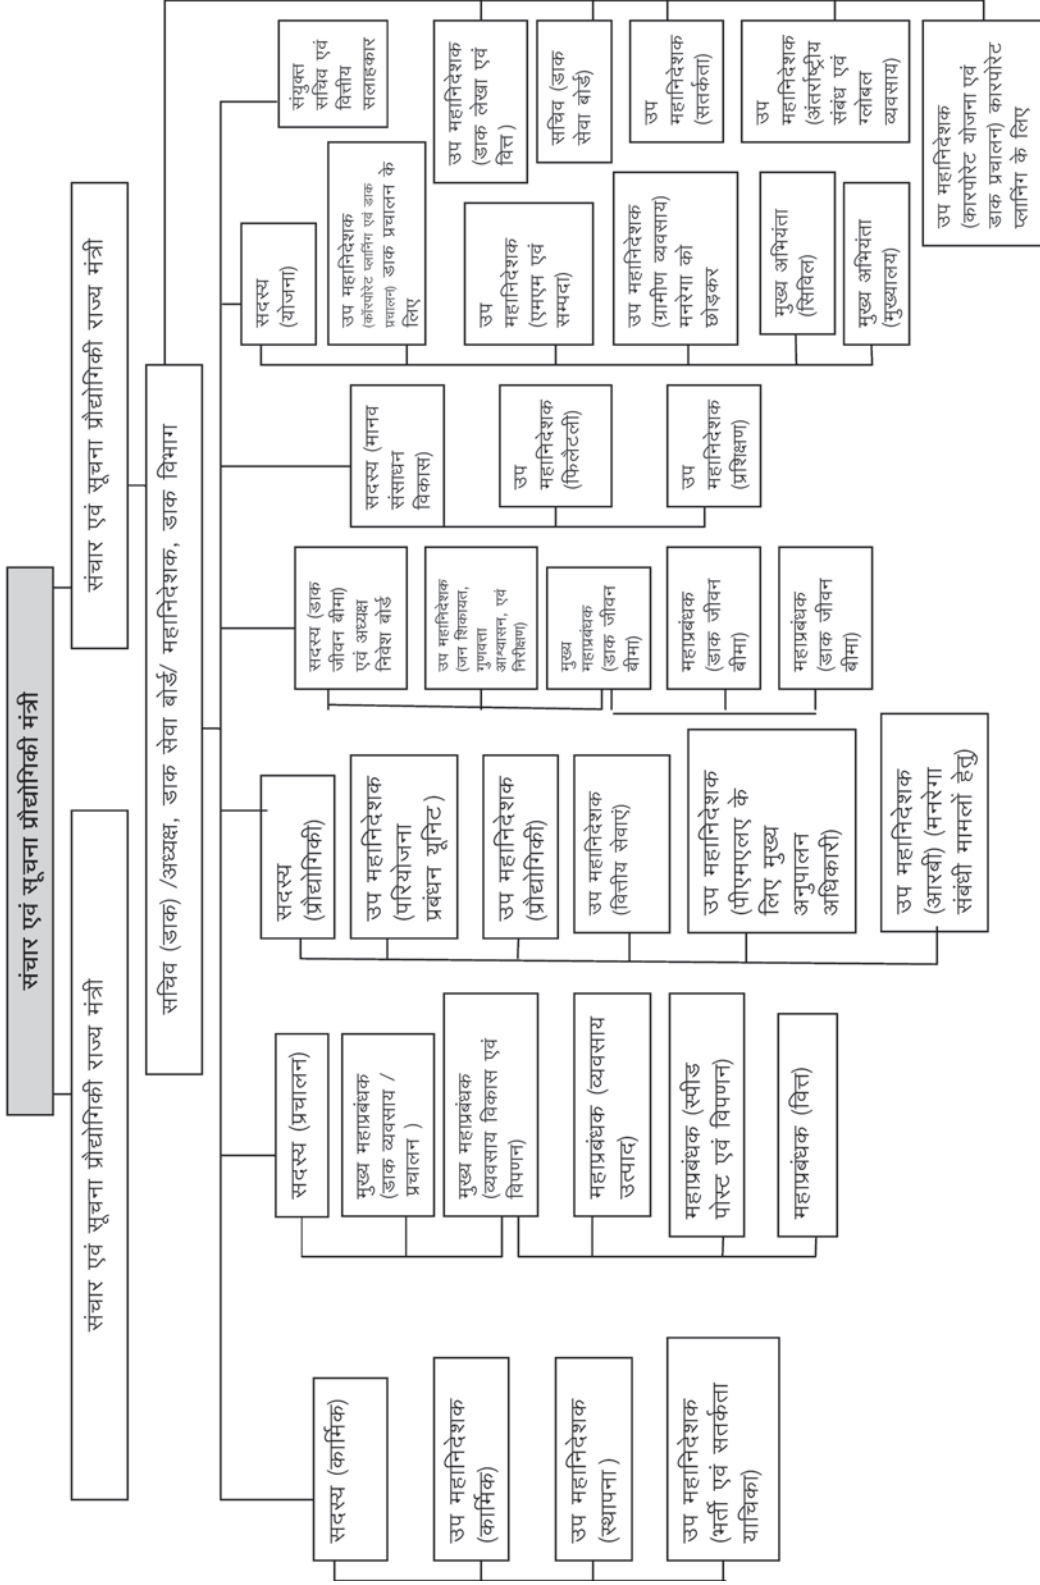 संचार एवं सूचना प्रौद्योगिकी मंत्री
संचार एवं सूचना प्रौद्योगिकी राज्य मंत्री
संचार एवं सूचना प्रौद्योगिकी राज्य मंत्री
सचिव (डाक) /अध्यक्ष, डाक सेवा बोर्ड/ महानिदेशक, डाक विभाग
सदस्य (कार्मिक)
उप महानिदेशक
(कार्मिक)
उप महानिदेशक
(स्थापना )
उप महानिदेशक
(भर्ती एवं सतर्कता
याचिका)
सदस्य (प्रचालन)
मुख्य महाप्रबंधक
(डाक व्यवसाय /
प्रचालन )
मुख्य महाप्रबंधक
(व्यवसाय विकास एवं
विपणन)
महाप्रबंधक (व्यवसाय
उत्पाद)
महाप्रबंधक (स्पीड
पोस्ट एवं विपणन)
महाप्रबंधक (वित्त)
सदस्य
(प्रौद्योगिकी)
उप महानिदेशक
(परियोजना
प्रबंधन यूनिट )
उप महानिदेशक
(प्रौद्योगिकी)
उप महानिदेशक
(वित्तीय सेवाएं)
उप महानिदेशक
(पीएमएलए के
लिए मुख्य
अनुपालन
अधिकारी)
उप महानिदेशक
(आरबी) (मनरेगा
संबंधी मामलों हेतु)
सदस्य (डाक
जीवन बीमा)
एवं अध्यक्ष
निवेश बोर्ड
उप महानिदेशक
(जन शिकायत,
गुणवत्ता
आश्वासन, एवं
निरीक्षण)
मुख्य
महाप्रबंधक
(डाक जीवन
बीमा)
महाप्रबंधक
(डाक जीवन
बीमा)
महाप्रबंधक
(डाक जीवन
बीमा)
सदस्य (मानव
संसाधन
विकास)
उप
महानिदेशक
(फिलैटली)
उप
महानिदेशक
(प्रशिक्षण)
सदस्य
(योजना)
उप महानिदेशक
(कॉरपोरेट प्लानिंग एवं डाक
प्रचालन) डाक प्रचालन के
लिए
उप
महानिदेशक
(एमएम एवं
सम्पदा)
उप महानिदेशक
(ग्रामीण व्यवसाय)
मनरेगा को
छोड़कर
मुख्य अभियंता
(सिविल)
मुख्य अभियंता
(मुख्यालय)
संयुक्त
सचिव एवं
वित्तीय
सलाहकार
उप महानिदेशक
(डाक लेखा एवं
वित्त )
सचिव (डाक
सेवा बोर्ड)
उप
महानिदेशक
(सतर्कता)
उप
महानिदेशक
(अंतर्राष्ट्रीय
संबंध एवं
ग्लोबल
व्यवसाय)
उप महानिदेशक
(कारपोरेट योजना एवं
डाक प्रचालन) कारपोरेट
प्लानिंग के लिए